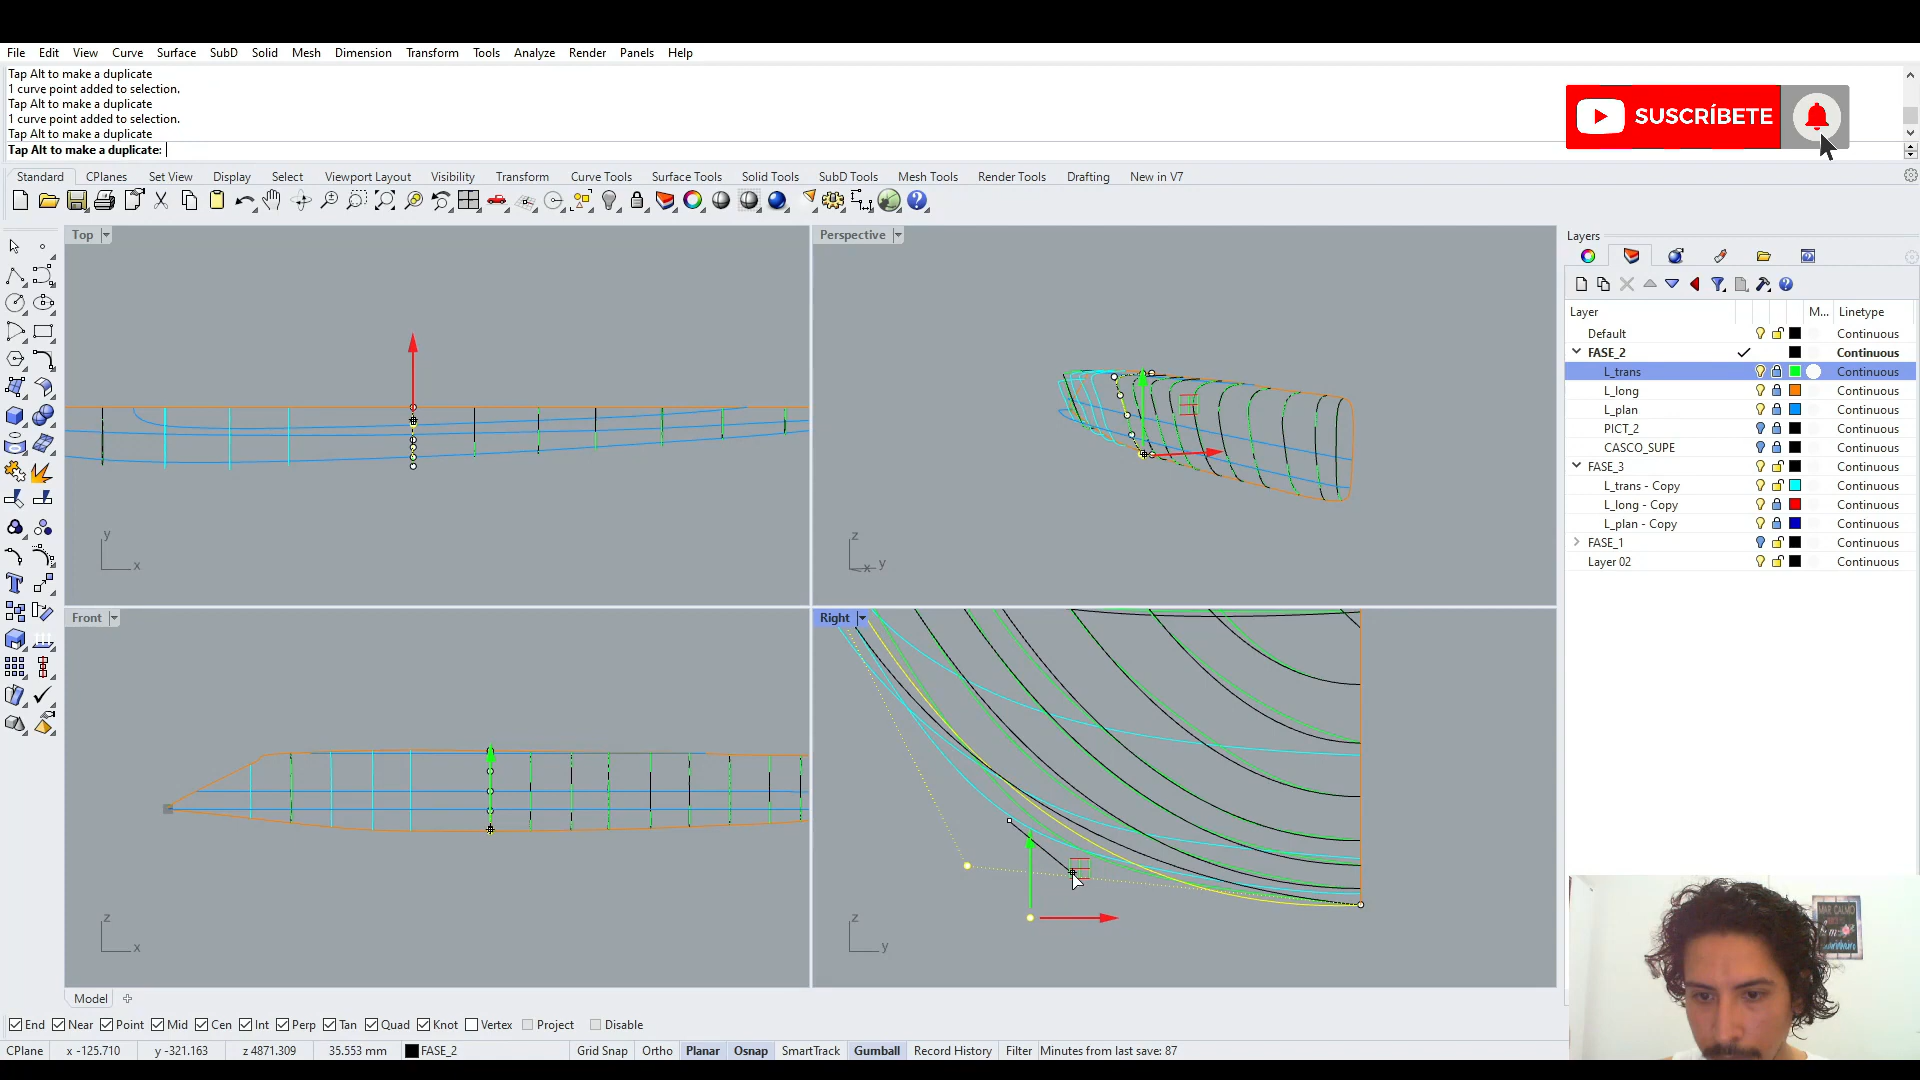 File Edit View Curve Surface SubD Solid Mesh Dimension Transform Tools Analyze Render Panels Help
Tap Alt to make a duplicate
1 curve point added to selection.
Tap Alt to make a duplicate
1 curve point added to selection.
Tap Alt to make a duplicate
Tap Alt to make a duplicate:
SUSCRÍBETE
Standard CPlanes Set View Display Select Viewport Layout Visibility Transform Curve Tools Surface Tools Solid Tools SubD Tools Mesh Tools Render Tools Drafting New in V7
Top
Perspective
Layers
Layer M... Linetype
Default Continuous
FASE_2 Continuous
L_trans Continuous
L_long Continuous
L_plan Continuous
PICT_2 Continuous
CASCO_SUPE Continuous
FASE_3 Continuous
L_trans - Copy Continuous
L_long - Copy Continuous
L_plan - Copy Continuous
FASE_1 Continuous
Layer 02 Continuous
y
x
z
x y
Front
Right
z
x
z
y
MAR CALMO
Model
End Near Point Mid Cen Int Perp Tan Quad Knot Vertex Project Disable
CPlane x -125.710 y -321.163 z 4871.309 35.553 mm FASE_2 Grid Snap Ortho Planar Osnap SmartTrack Gumball Record History Filter Minutes from last save: 87